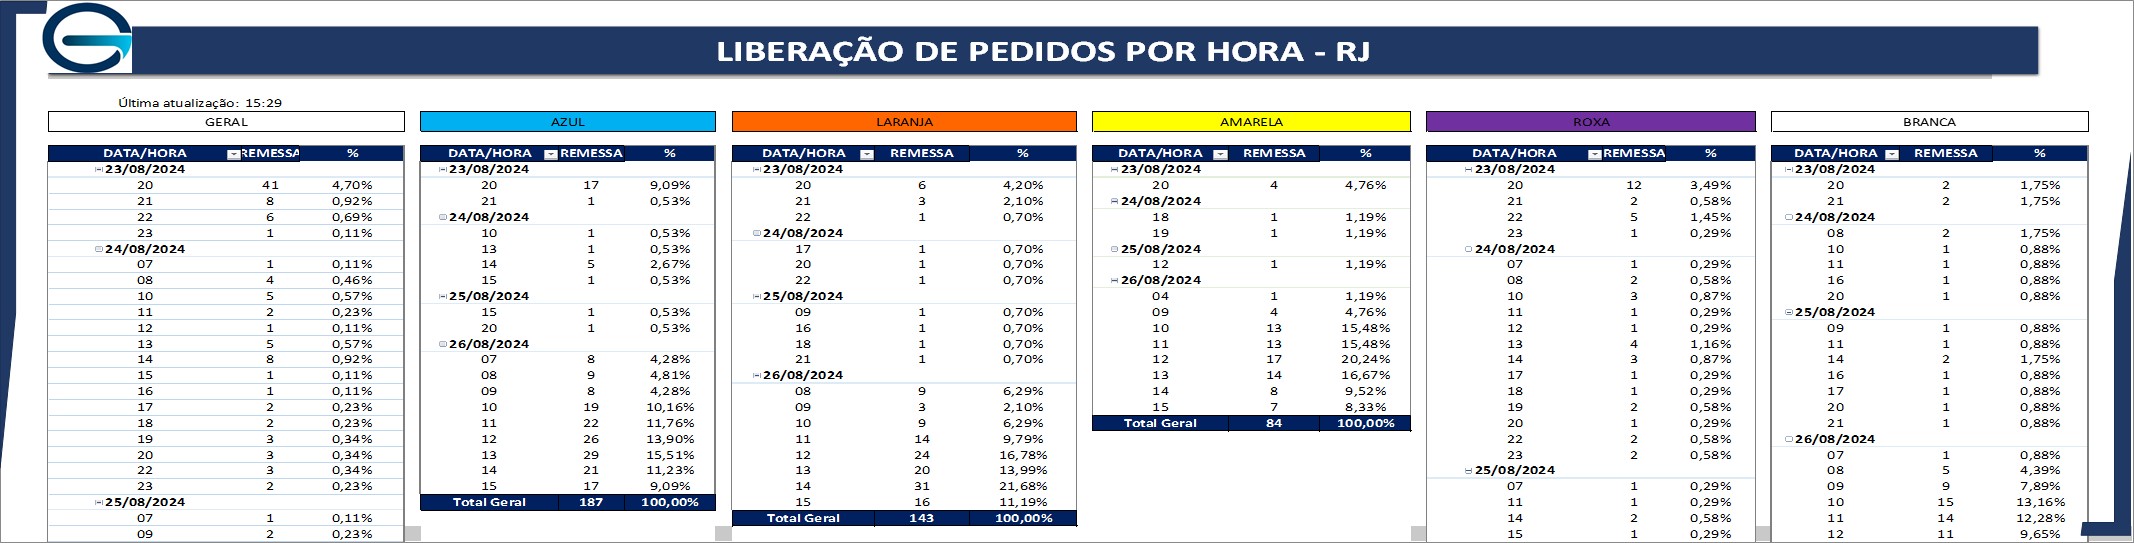 LIBERAÇÃO DE PEDIDOS POR HORA - RJ
Última atualização: 15:29
GERAL
DATA/HORA REMESSA %
23/08/2024
20 41 4,70%
21 8 0,92%
22 6 0,69%
23 1 0,11%
24/08/2024
07 1 0,11%
08 4 0,46%
10 5 0,57%
11 2 0,23%
12 1 0,11%
13 5 0,57%
14 8 0,92%
15 1 0,11%
16 1 0,11%
17 2 0,23%
18 2 0,23%
19 3 0,34%
20 3 0,34%
22 3 0,34%
23 2 0,23%
25/08/2024
07 1 0,11%
09 2 0,23%
AZUL
DATA/HORA REMESSA %
23/08/2024
20 17 9,09%
21 1 0,53%
24/08/2024
10 1 0,53%
13 1 0,53%
14 5 2,67%
15 1 0,53%
25/08/2024
15 1 0,53%
20 1 0,53%
26/08/2024
07 8 4,28%
08 9 4,81%
09 8 4,28%
10 19 10,16%
11 22 11,76%
12 26 13,90%
13 29 15,51%
14 21 11,23%
15 17 9,09%
Total Geral 187 100,00%
LARANJA
DATA/HORA REMESSA %
23/08/2024
20 6 4,20%
21 3 2,10%
22 1 0,70%
24/08/2024
17 1 0,70%
20 1 0,70%
22 1 0,70%
25/08/2024
09 1 0,70%
16 1 0,70%
18 1 0,70%
21 1 0,70%
26/08/2024
08 9 6,29%
09 3 2,10%
10 9 6,29%
11 14 9,79%
12 24 16,78%
13 20 13,99%
14 31 21,68%
15 16 11,19%
Total Geral 143 100,00%
AMARELA
DATA/HORA REMESSA %
23/08/2024
20 4 4,76%
24/08/2024
18 1 1,19%
19 1 1,19%
25/08/2024
12 1 1,19%
26/08/2024
04 1 1,19%
09 4 4,76%
10 13 15,48%
11 13 15,48%
12 17 20,24%
13 14 16,67%
14 8 9,52%
15 7 8,33%
Total Geral 84 100,00%
ROXA
DATA/HORA REMESSA %
23/08/2024
20 12 3,49%
21 2 0,58%
22 5 1,45%
23 1 0,29%
24/08/2024
07 1 0,29%
08 2 0,58%
10 3 0,87%
11 1 0,29%
12 1 0,29%
13 4 1,16%
14 3 0,87%
17 1 0,29%
18 1 0,29%
19 2 0,58%
20 1 0,29%
22 2 0,58%
23 2 0,58%
25/08/2024
07 1 0,29%
11 1 0,29%
14 2 0,58%
15 1 0,29%
BRANCA
DATA/HORA REMESSA %
23/08/2024
20 2 1,75%
21 2 1,75%
24/08/2024
08 2 1,75%
10 1 0,88%
11 1 0,88%
16 1 0,88%
20 1 0,88%
25/08/2024
09 1 0,88%
11 1 0,88%
14 2 1,75%
16 1 0,88%
17 1 0,88%
20 1 0,88%
21 1 0,88%
26/08/2024
07 1 0,88%
08 5 4,39%
09 9 7,89%
10 15 13,16%
11 14 12,28%
12 11 9,65%